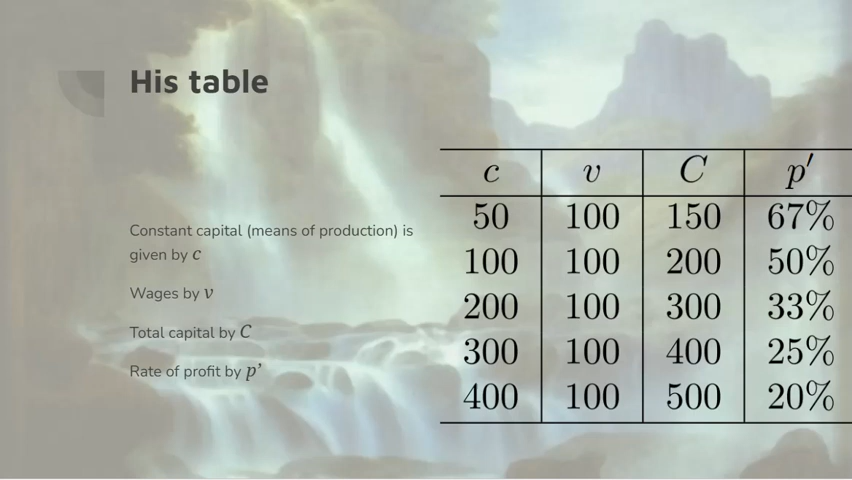 His table
Constant capital (means of production) is
given by c
Wages by v
Total capital by C
Rate of profit by p’
c v C p′
50 100 150 67%
100 100 200 50%
200 100 300 33%
300 100 400 25%
400 100 500 20%